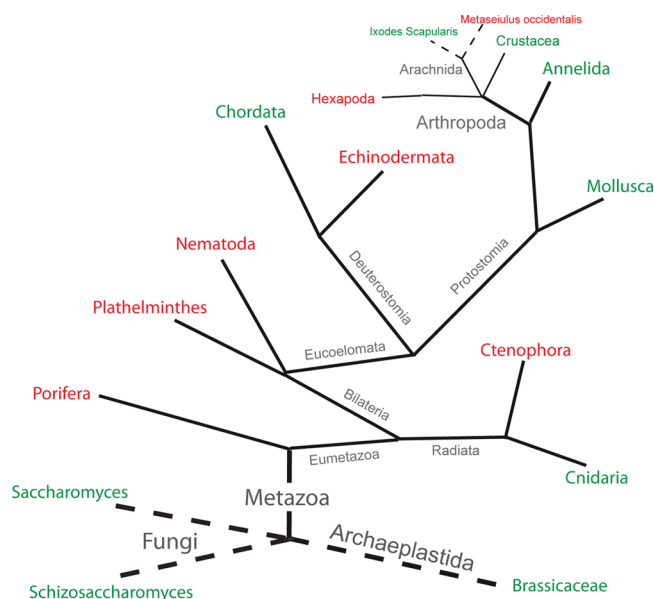 Metaseiulus occidentalis
Ixodes Scapularis
Crustacea
Arachnida
Annelida
Hexapoda
Chordata
Arthropoda
Echinodermata
Mollusca
Nematoda
Deuterostomia
Protostomia
Plathelminthes
Eucoelomata
Ctenophora
Porifera
Bilateria
Eumetazoa
Radiata
Cnidaria
Saccharomyces
Metazoa
Fungi
Archaeplastida
Schizosaccharomyces
Brassicaceae